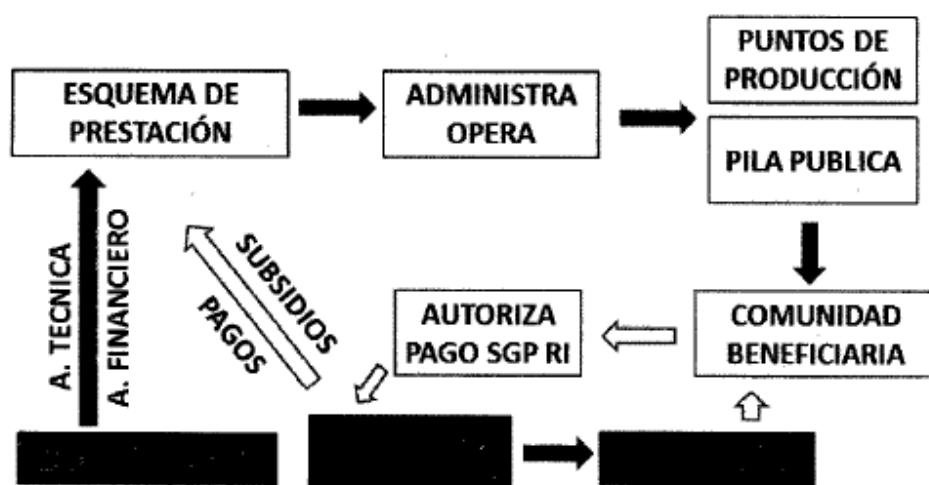 ESQUEMA DE
PRESTACIÓN
ADMINISTRA
OPERA
PUNTOS DE
PRODUCCIÓN
PILA PUBLICA
A. TECNICA
A. FINANCIERO
SUBSIDIOS
PAGOS
AUTORIZA
PAGO SGP RI
COMUNIDAD
BENEFICIARIA